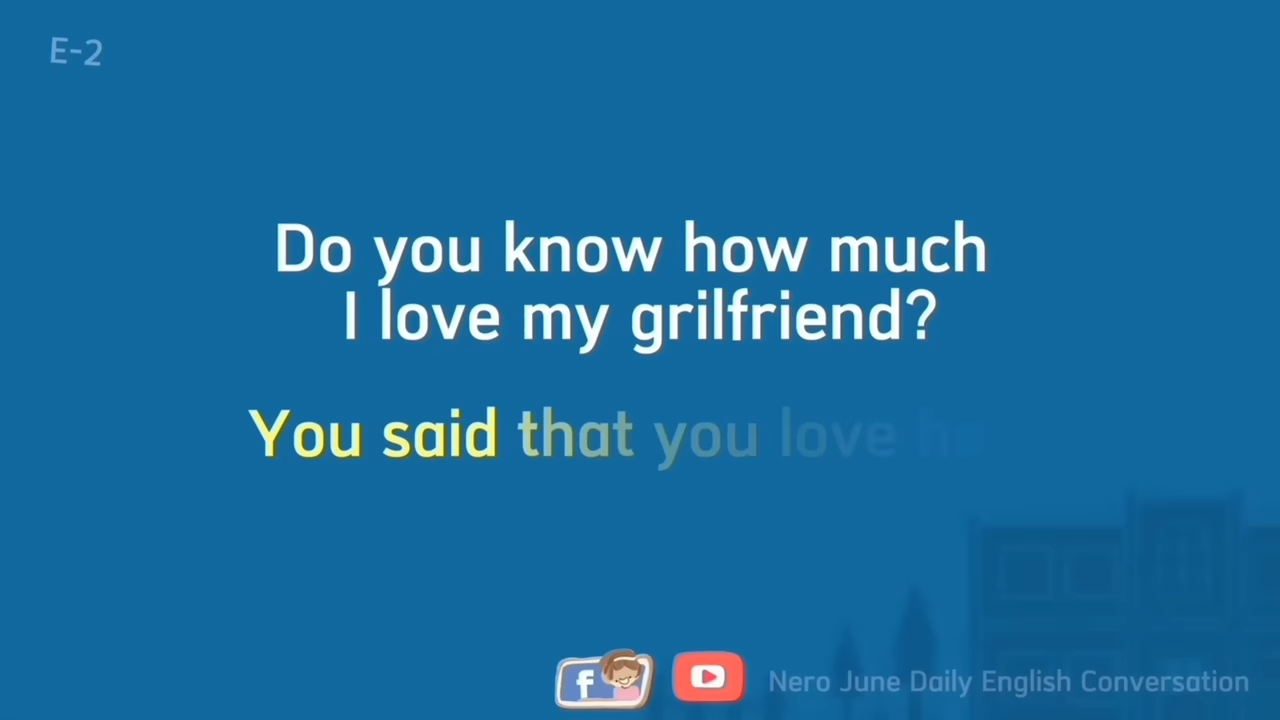 E-2
Do you know how much
I love my grilfriend?
You said that you love
Nero June Daily English Conversation